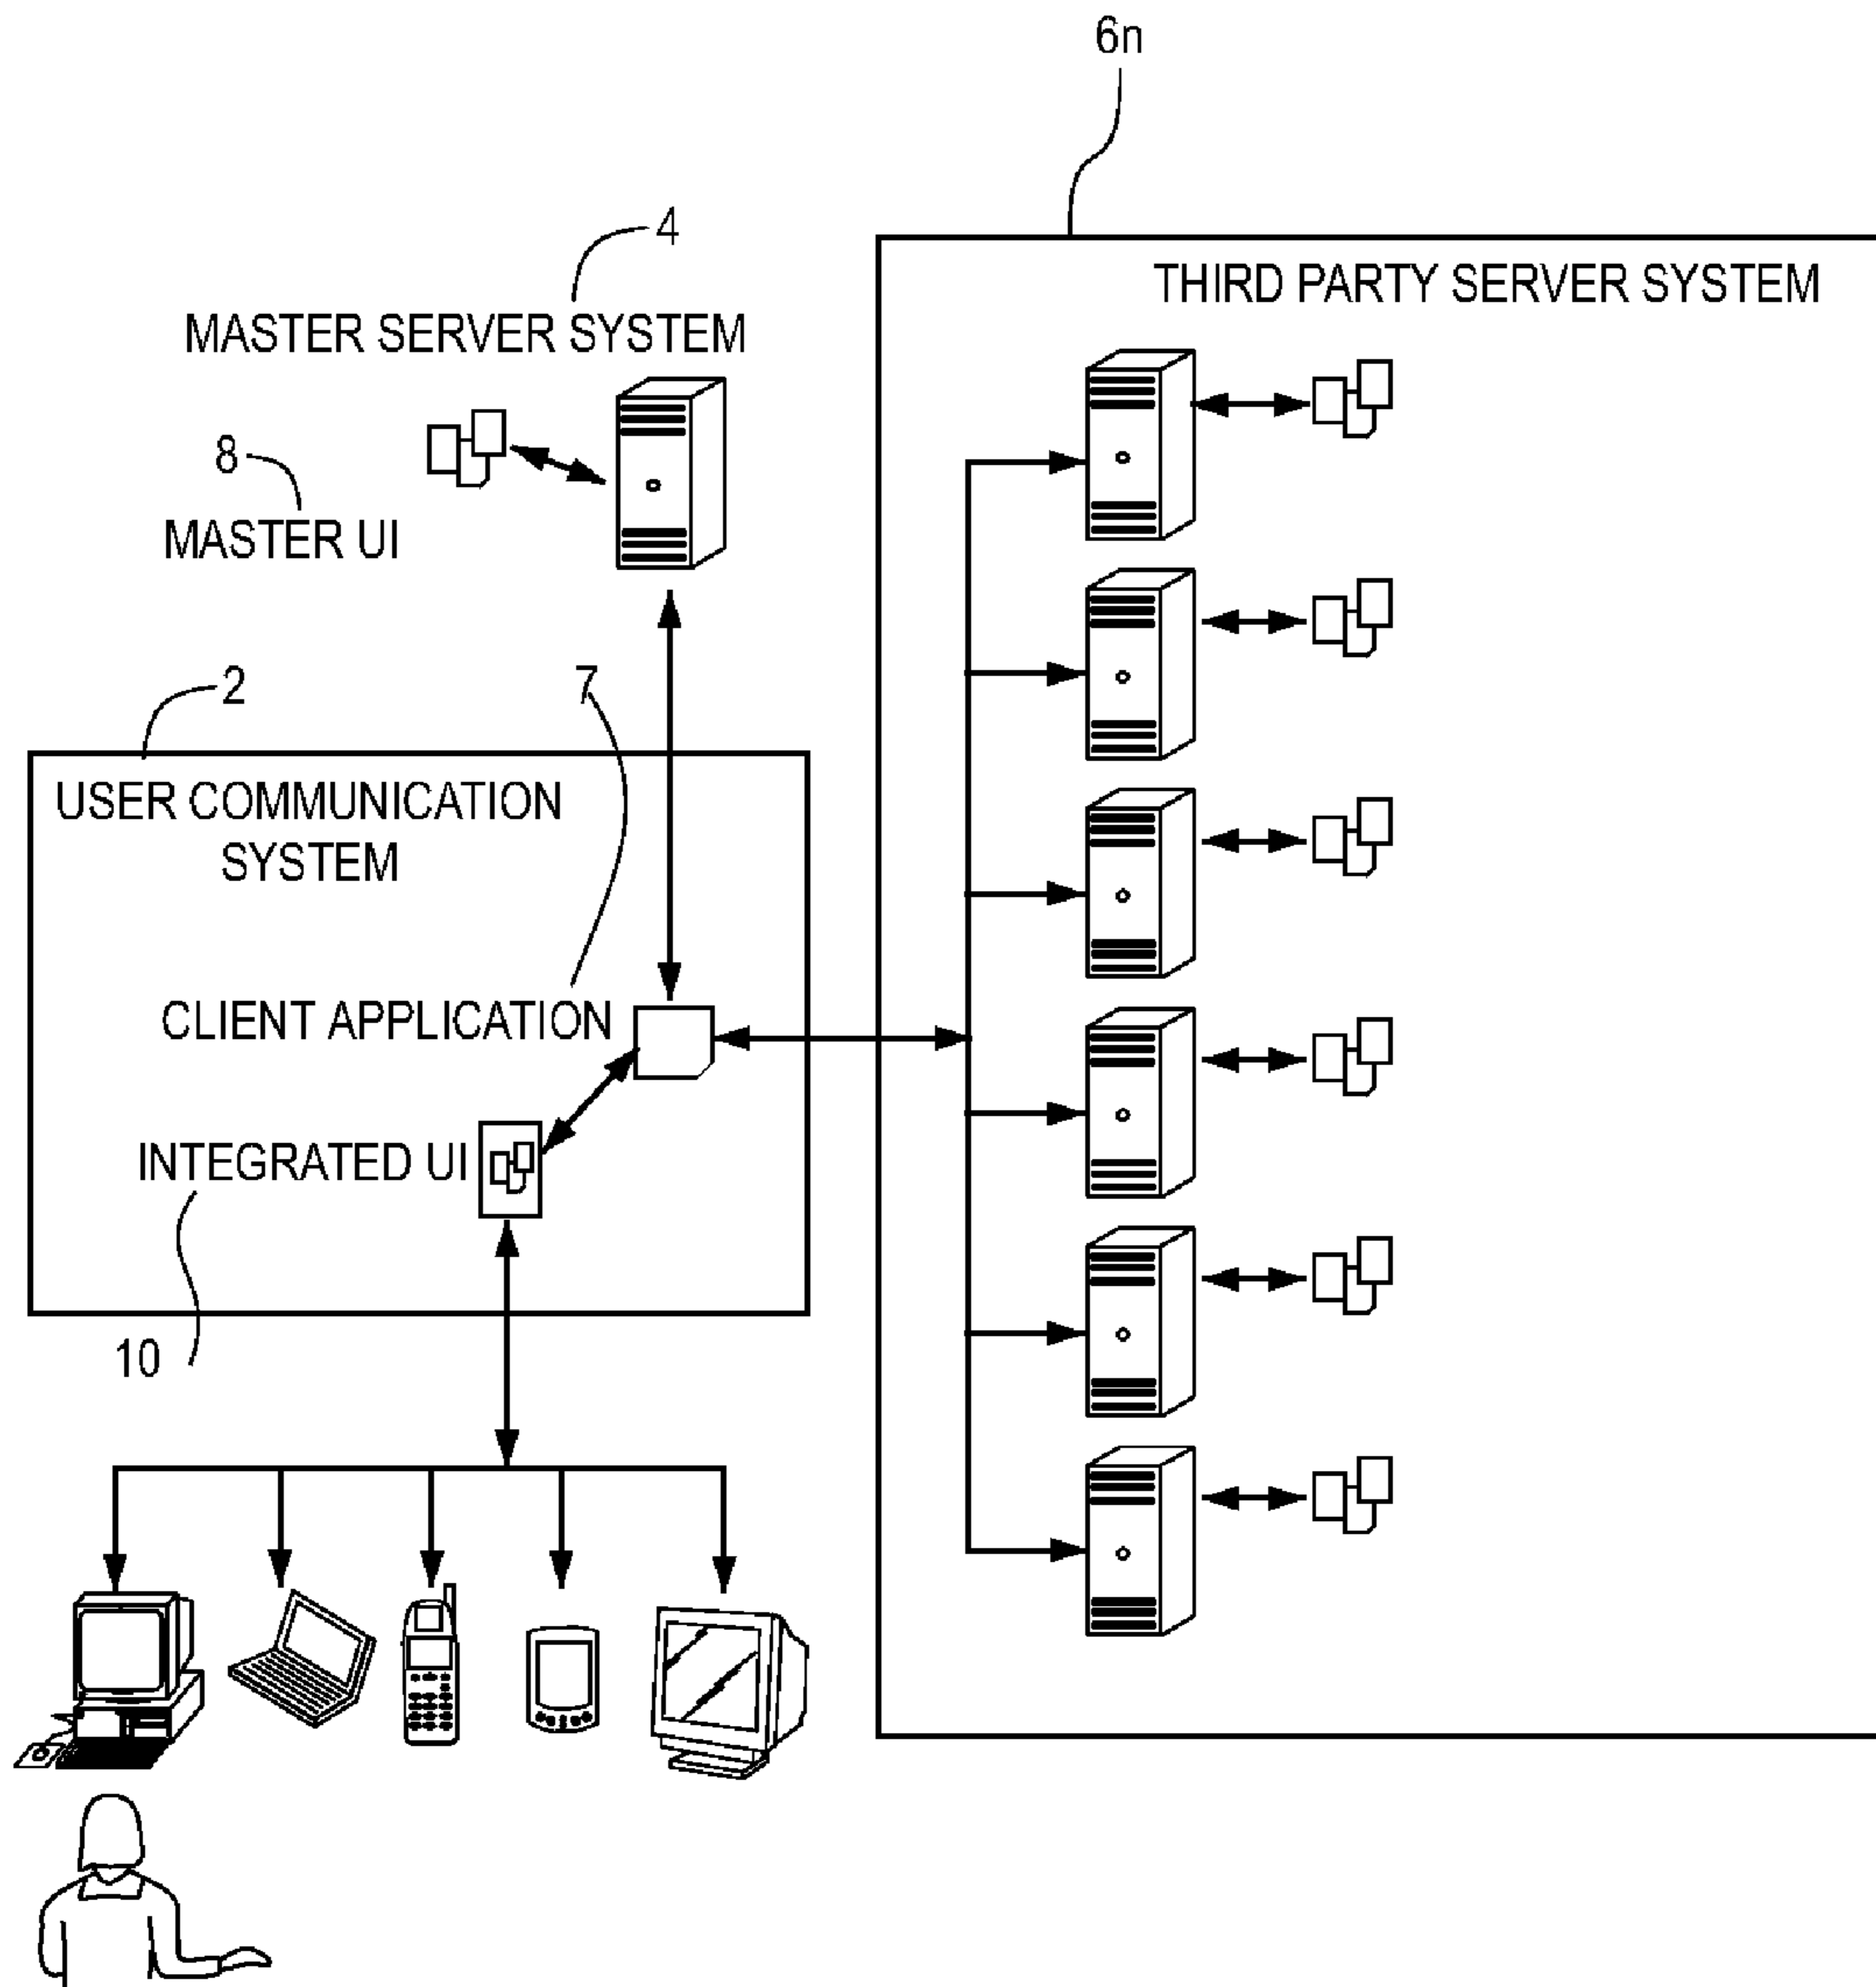 6n
4
THIRD PARTY SERVER SYSTEM
MASTER SERVER SYSTEM
8
MASTER UI
2
7
USER COMMUNICATION
SYSTEM
CLIENT APPLICATION
INTEGRATED UI
10